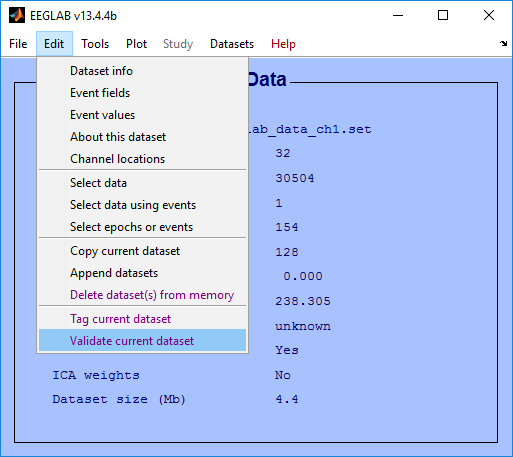 EEGLAB v13.4.4b
File Edit Tools Plot Study Datasets Help
Data
Dataset info
Event fields
Event values
About this dataset
lab_data_ch1.set
Channel locations
32
Select data
30504
Select data using events
1
Select epochs or events
154
Copy current dataset
128
Append datasets
0.000
Delete dataset(s) from memory
238.305
Tag current dataset
unknown
Validate current dataset
Yes
ICA weights No
Dataset size (Mb) 4.4